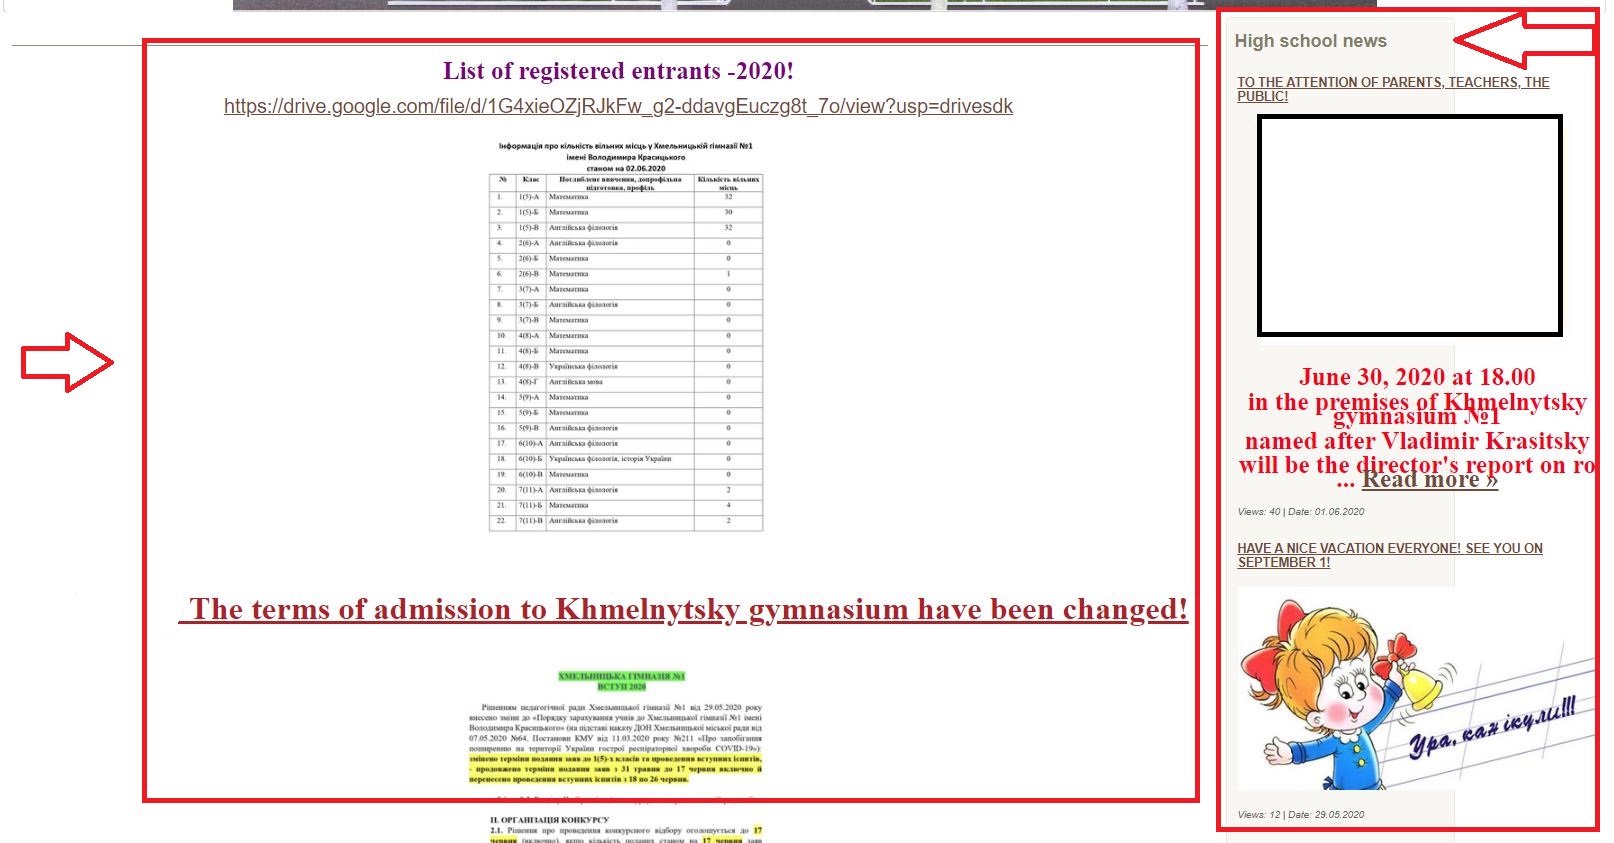 List of registered entrants -2020!
https://drive.google.com/file/d/1G4xieOZjRJkFw_g2-ddavgEuczg8t_7o/view?usp=drivesdk
Інформація про кількість вільних місць у Хмельницькій гімназії №1
імені Володимира Красицького
станом на 02.06.2020
№ Клас Поглиблене вивчення, допрофільна Кількість вільних
підготовка, профіль місць
1. 1(5)-А Математика 32
2. 1(5)-Б Математика 30
3. 1(5)-В Англійська філологія 32
4. 2(6)-А Англійська філологія 0
5. 2(6)-Б Математика 0
6. 2(6)-В Математика 1
7. 3(7)-А Математика 0
8. 3(7)-Б Англійська філологія 0
9. 3(7)-В Математика 0
10. 4(8)-А Математика 0
11. 4(8)-Б Математика 0
12. 4(8)-В Українська філологія 0
13. 4(8)-Г Англійська мова 0
14. 5(9)-А Математика 0
15. 5(9)-Б Математика 0
16. 5(9)-В Англійська філологія 0
17. 6(10)-А Англійська філологія 0
18. 6(10)-Б Українська філологія, історія України 0
19. 6(10)-В Математика 0
20. 7(11)-А Англійська філологія 2
21. 7(11)-Б Математика 4
22. 7(11)-В Англійська філологія 2
The terms of admission to Khmelnytsky gymnasium have been changed!
ХМЕЛЬНИЦЬКА ГІМНАЗІЯ №1
ВСТУП 2020
Рішенням педагогічної ради Хмельницької гімназії №1 від 29.05.2020 року
внесено зміни до «Порядку зарахування учнів до Хмельницької гімназії №1 імені
Володимира Красицького» (на підставі наказу ДОН Хмельницької міської ради від
07.05.2020 №64, Постанови КМУ від 11.03.2020 року №211 «Про запобігання
поширенню на території України гострої респіраторної хвороби COVID-19»):
змінено терміни подання заяв до 1(5)-х класів та проведення вступних іспитів,
- продовжено терміни подання заяв з 31 травня до 17 червня включно й
перенесено проведення вступних іспитів з 18 по 26 червня.
ІІ. ОРГАНІЗАЦІЯ КОНКУРСУ
2.1. Рішення про проведення конкурсного відбору оголошується до 17
червня (включно), якщо кількість поданих станом на 17 червня заяв
High school news
TO THE ATTENTION OF PARENTS, TEACHERS, THE
PUBLIC!
June 30, 2020 at 18.00
in the premises of Khmelnytsky
gymnasium №1
named after Vladimir Krasitsky
will be the director's report on ro
... Read more »
Views: 40 | Date: 01.06.2020
HAVE A NICE VACATION EVERYONE! SEE YOU ON
SEPTEMBER 1!
Ура, канікули!!!
Views: 12 | Date: 29.05.2020